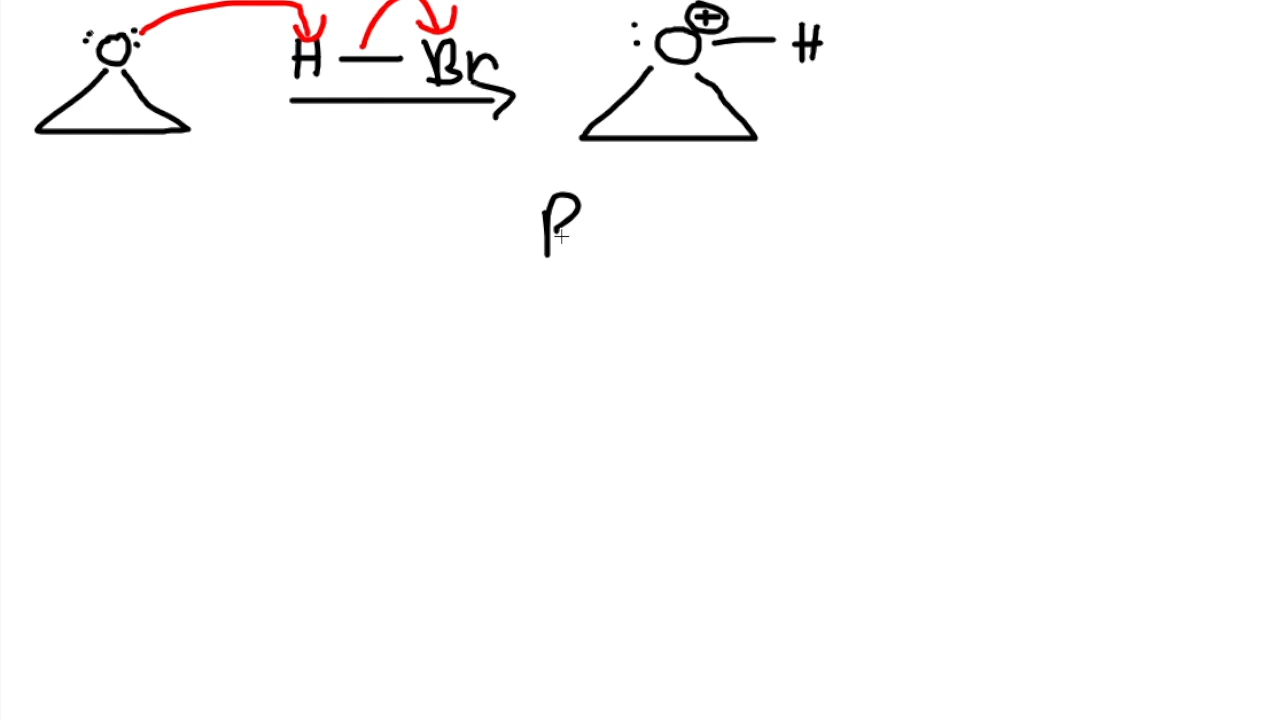 O H — Br O ⊕ — H
P